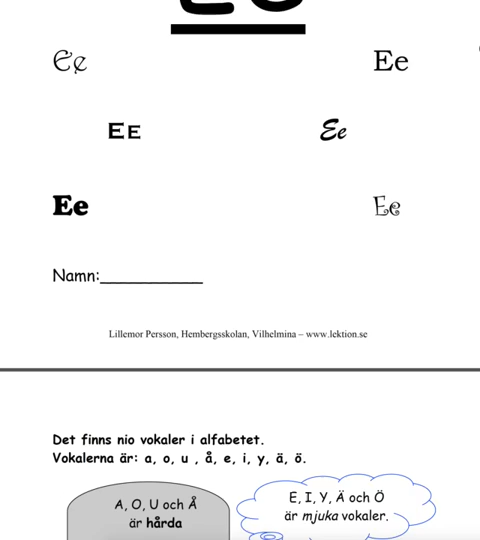 Ee
Ee Ee
Ee Ee
Ee Ee
Namn:___________
Lillemor Persson, Hembergsskolan, Vilhelmina – www.lektion.se
Det finns nio vokaler i alfabetet.
Vokalerna är: a, o, u , å, e, i, y, ä, ö.
A, O, U och Å
är hårda
E, I, Y, Ä och Ö
är mjuka vokaler.